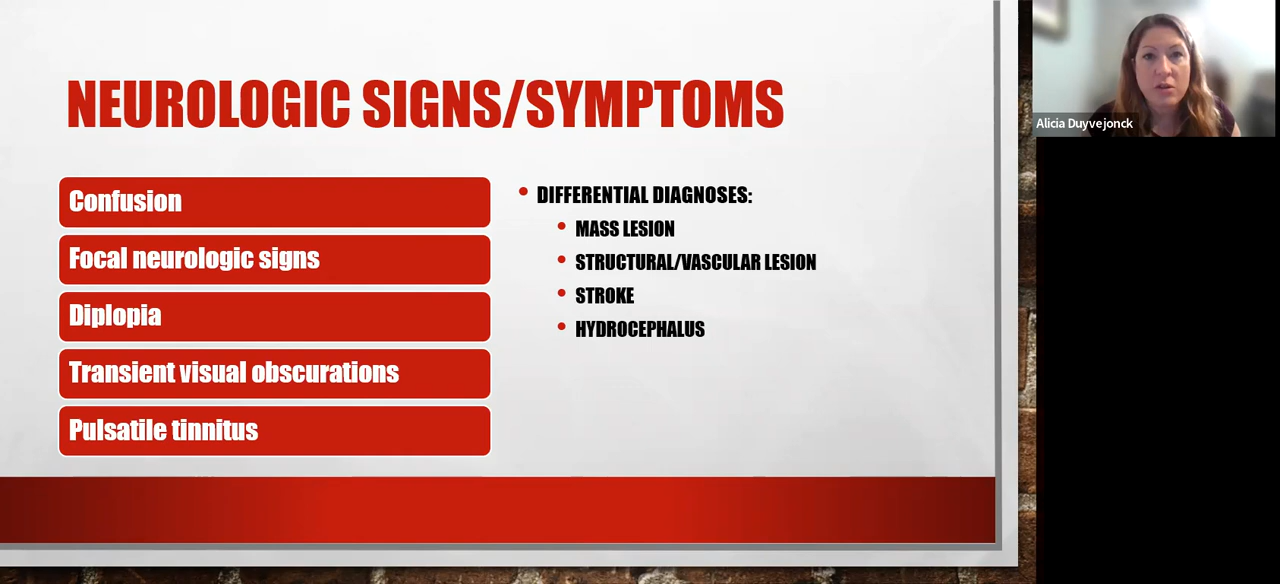 NEUROLOGIC SIGNS/SYMPTOMS
Confusion
Focal neurologic signs
Diplopia
Transient visual obscurations
Pulsatile tinnitus
DIFFERENTIAL DIAGNOSES:
MASS LESION
STRUCTURAL/VASCULAR LESION
STROKE
HYDROCEPHALUS
Alicia Duyvejonck